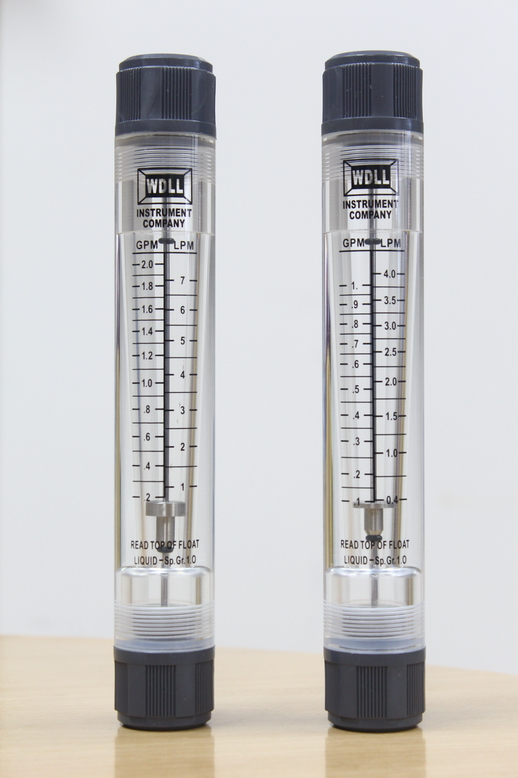 WDLL
INSTRUMENT
COMPANY
GPM LPM
2.0
1.8 7
1.6 6
1.4 5
1.2
1.0 4
.8 3
.6
.4 2
.2 1
READ TOP OF FLOAT
LIQUID-Sp.Gr.1.0
WDLL
INSTRUMENT
COMPANY
GPM LPM
1. 4.0
.9 3.5
.8 3.0
.7 2.5
.6 2.0
.5
.4 1.5
.3 1.0
.2
.1 0.4
READ TOP OF FLOAT
LIQUID-Sp.Gr.1.0